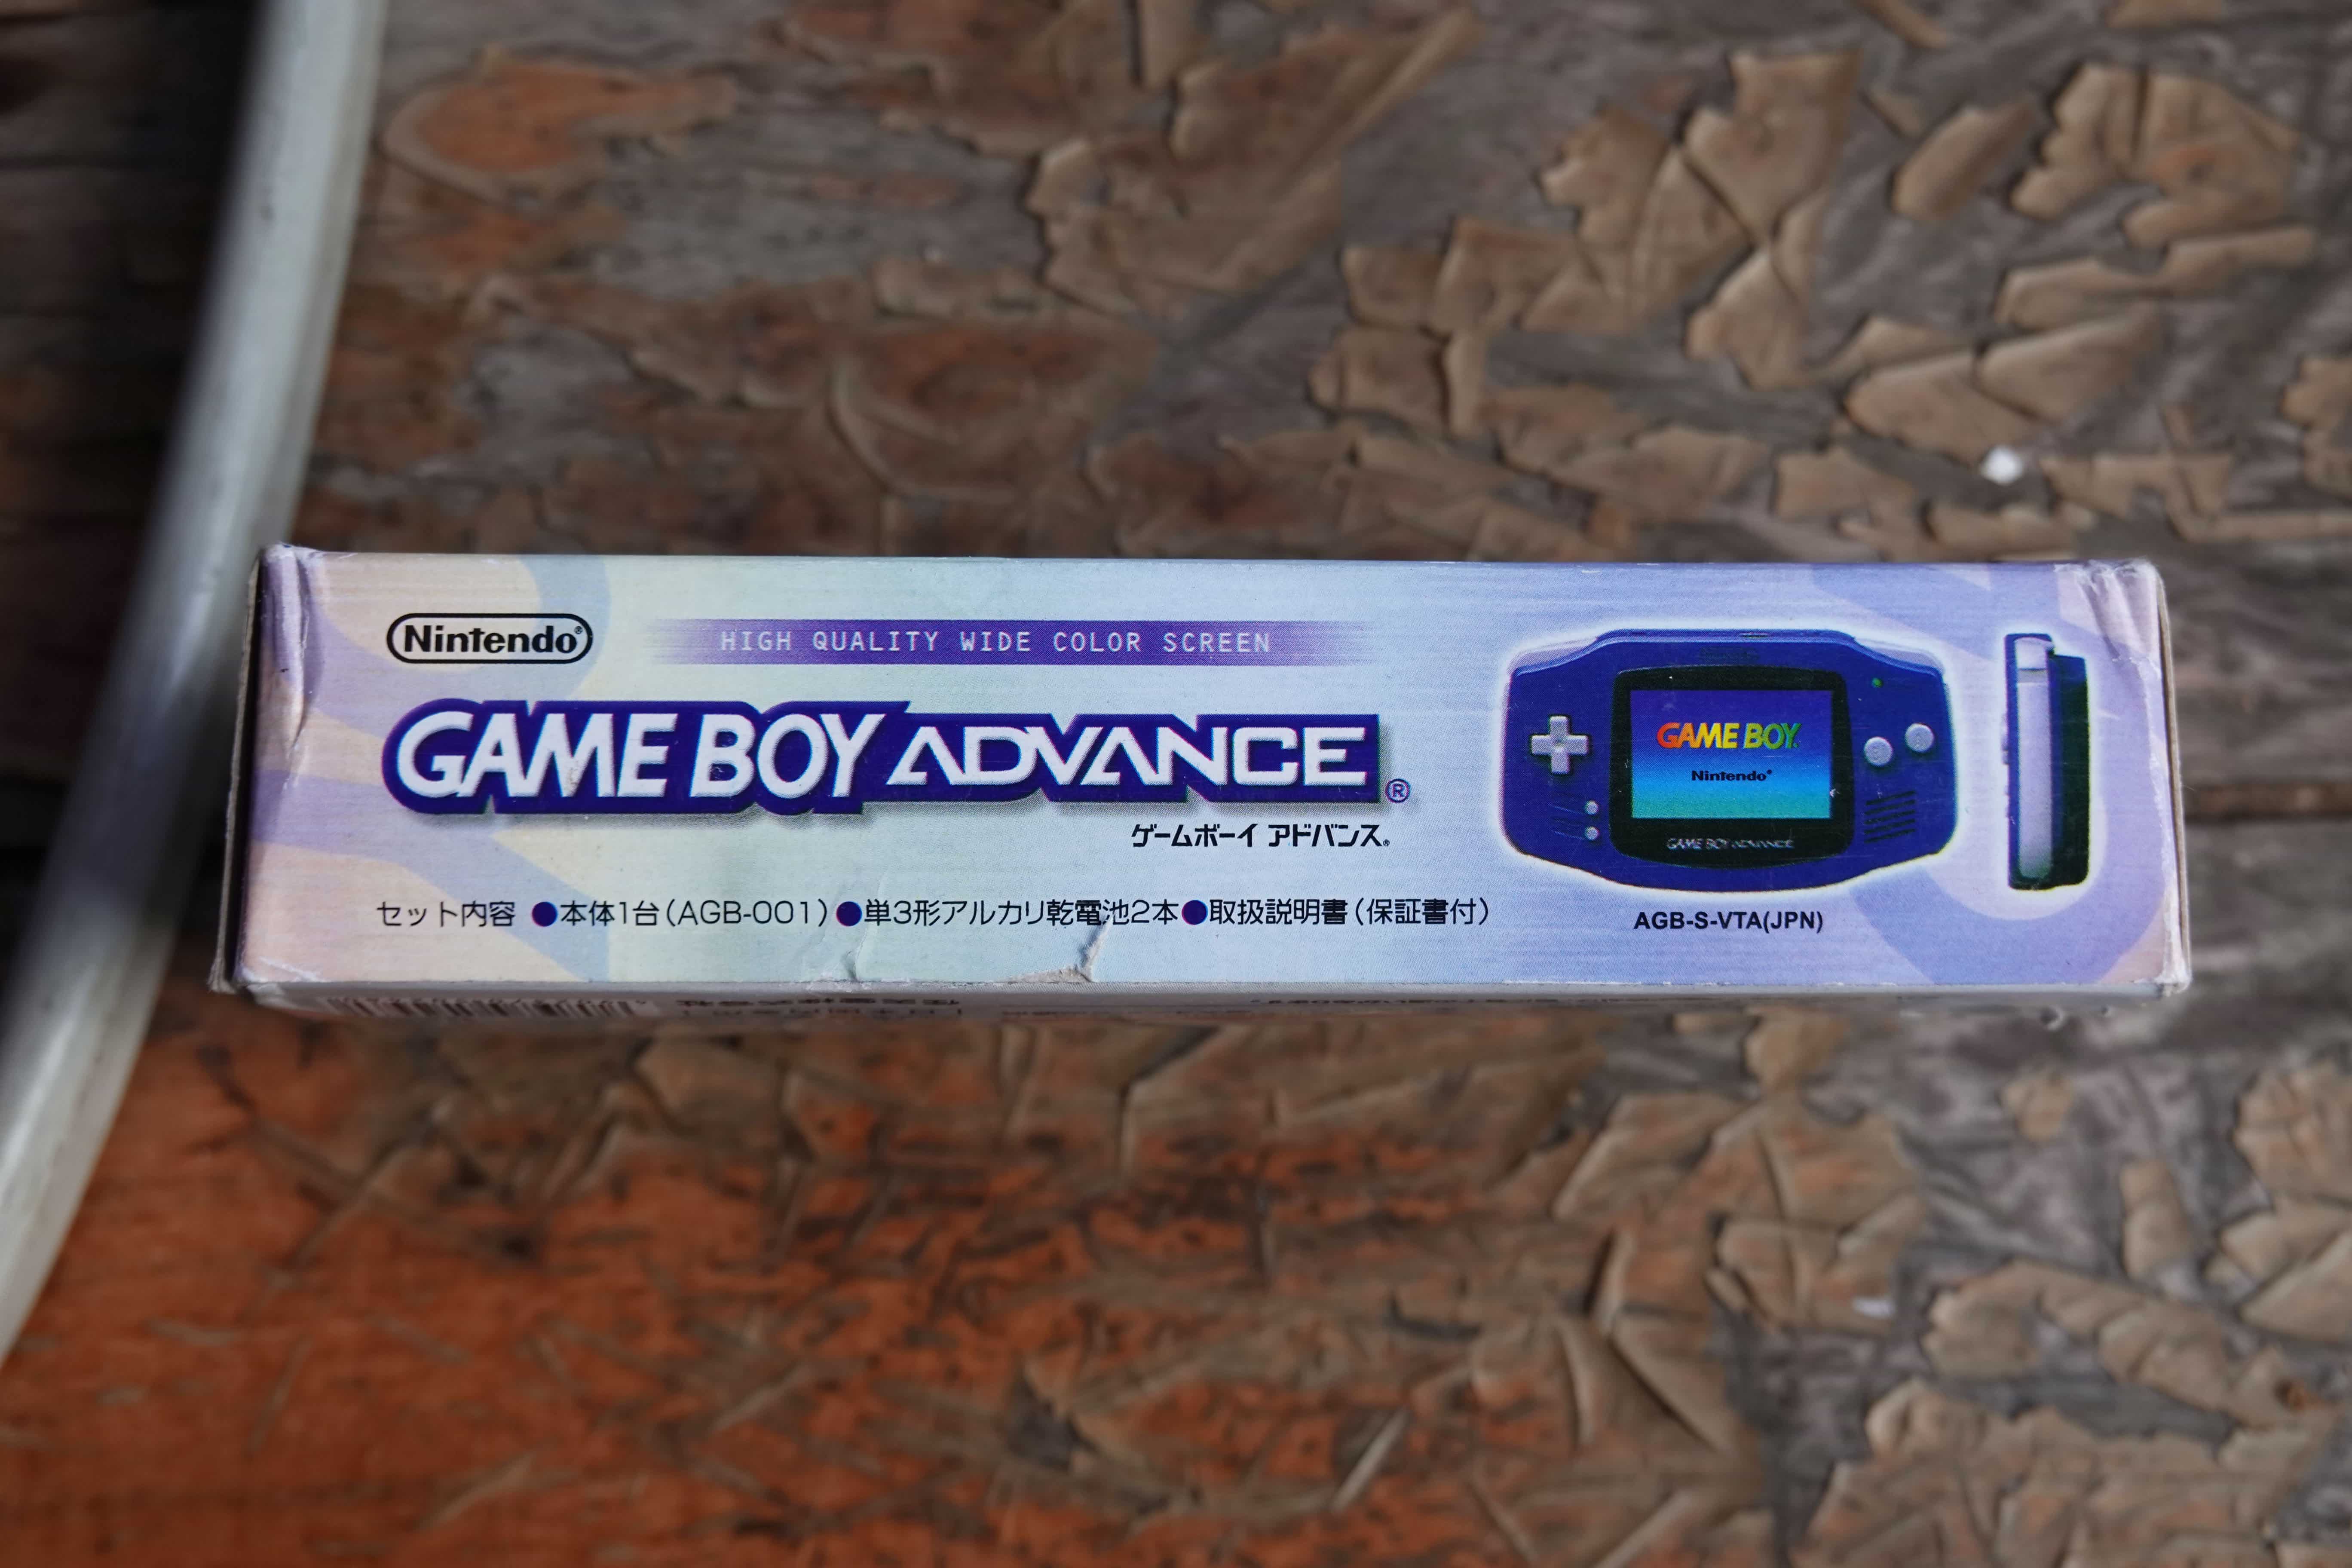 Nintendo®
HIGH QUALITY WIDE COLOR SCREEN
GAME BOY ADVANCE®
ゲームボーイ アドバンス®
セット内容 ●本体1台(AGB-001) ●単3形アルカリ乾電池2本 ●取扱説明書(保証書付)
GAME BOY
Nintendo®
GAME BOY ADVANCE
AGB-S-VTA(JPN)